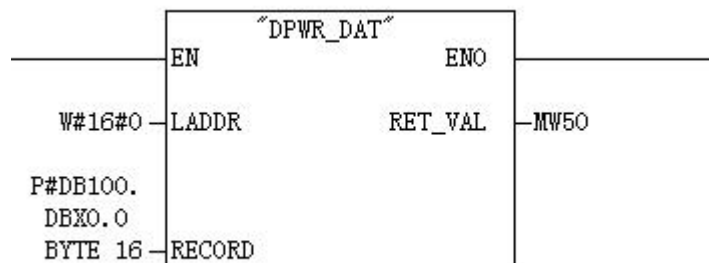 "DPWR_DAT"
EN ENO
W#16#0 LADDR RET_VAL MW50
P#DB100.
DBX0.0
BYTE 16 RECORD